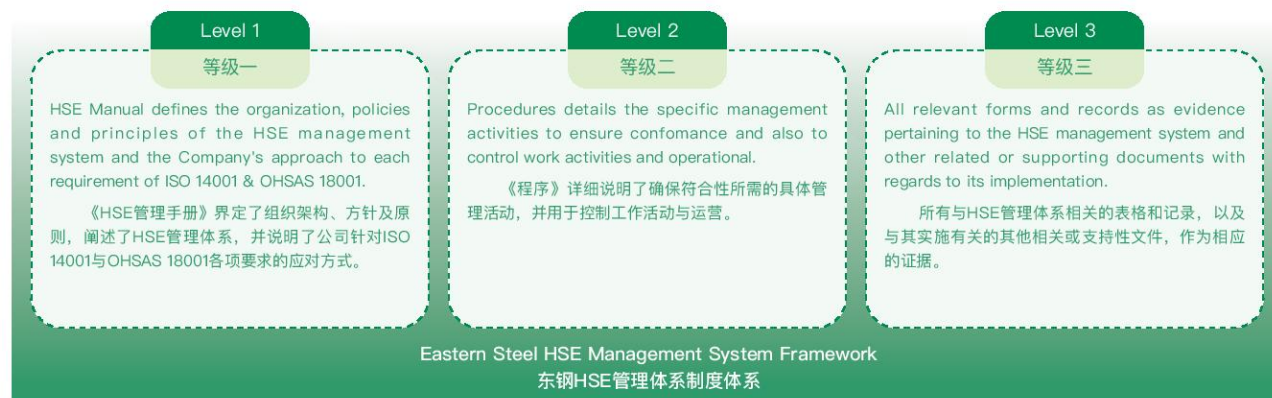 Level 1
等级一
HSE Manual defines the organization, policies
and principles of the HSE management
system and the Company's approach to each
requirement of ISO 14001 & OHSAS 18001.
《HSE管理手册》界定了组织架构、方针及原
则，阐述了HSE管理体系，并说明了公司针对ISO
14001与OHSAS 18001各项要求的应对方式。
Level 2
等级二
Procedures details the specific management
activities to ensure confomance and also to
control work activities and operational.
《程序》详细说明了确保符合性所需的具体管
理活动，并用于控制工作活动与运营。
Level 3
等级三
All relevant forms and records as evidence
pertaining to the HSE management system and
other related or supporting documents with
regards to its implementation.
所有与HSE管理体系相关的表格和记录，以及
与其实施有关的其他相关或支持性文件，作为相应
的证据。
Eastern Steel HSE Management System Framework
东钢HSE管理体系制度体系